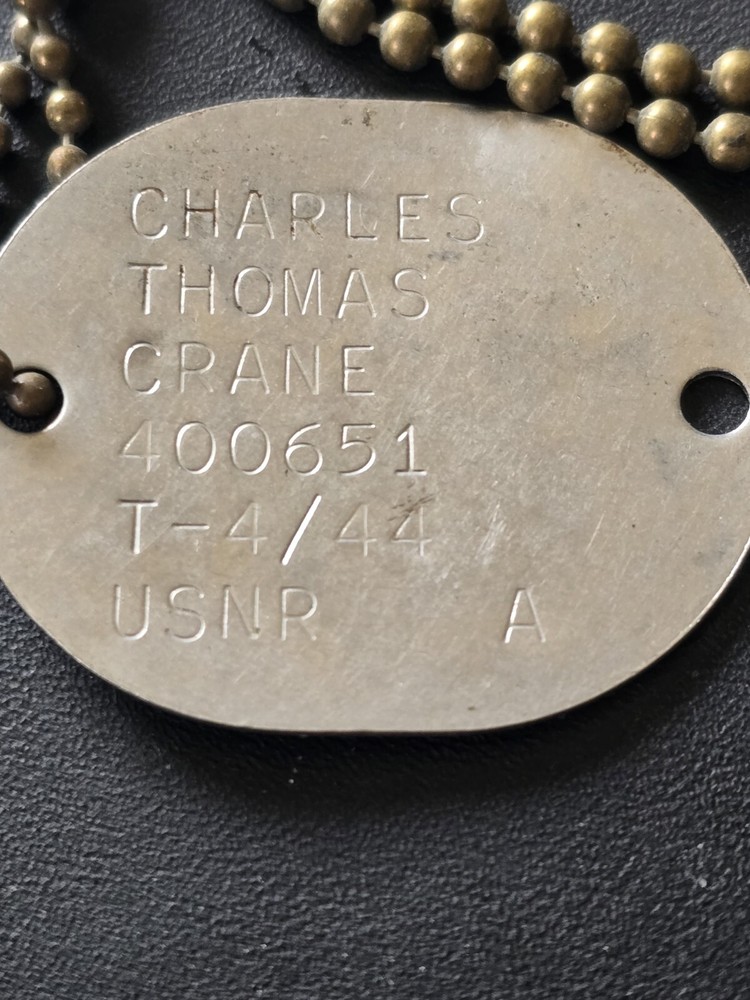 CHARLES
THOMAS
CRANE
400651
T-4/44
USNR A